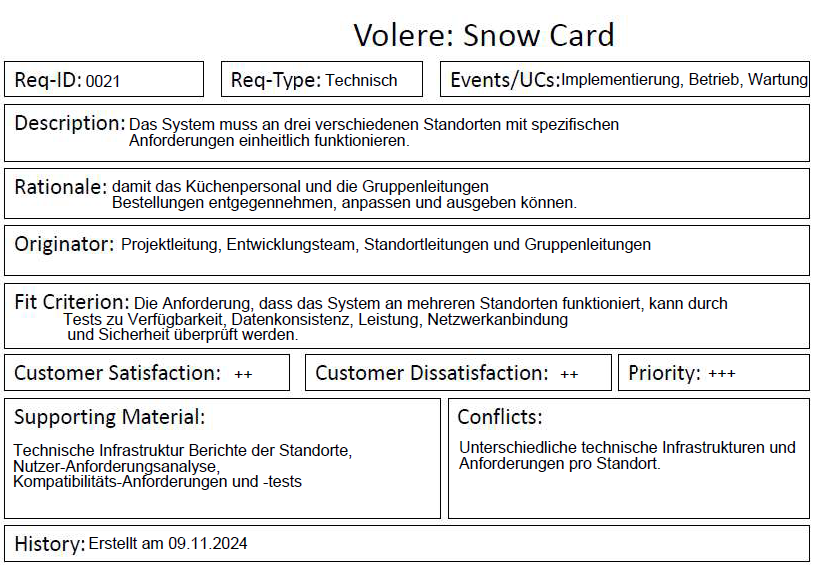 Volere: Snow Card
Req-ID: 0021 Req-Type: Technisch Events/UCs:Implementierung, Betrieb, Wartung
Description: Das System muss an drei verschiedenen Standorten mit spezifischen
Anforderungen einheitlich funktionieren.
Rationale: damit das Küchenpersonal und die Gruppenleitungen
Bestellungen entgegennehmen, anpassen und ausgeben können.
Originator: Projektleitung, Entwicklungsteam, Standortleitungen und Gruppenleitungen
Fit Criterion: Die Anforderung, dass das System an mehreren Standorten funktioniert, kann durch
Tests zu Verfügbarkeit, Datenkonsistenz, Leistung, Netzwerkanbindung
und Sicherheit überprüft werden.
Customer Satisfaction: ++ Customer Dissatisfaction: ++ Priority: +++
Supporting Material:
Technische Infrastruktur Berichte der Standorte,
Nutzer-Anforderungsanalyse,
Kompatibilitäts-Anforderungen und -tests
Conflicts:
Unterschiedliche technische Infrastrukturen und
Anforderungen pro Standort.
History: Erstellt am 09.11.2024